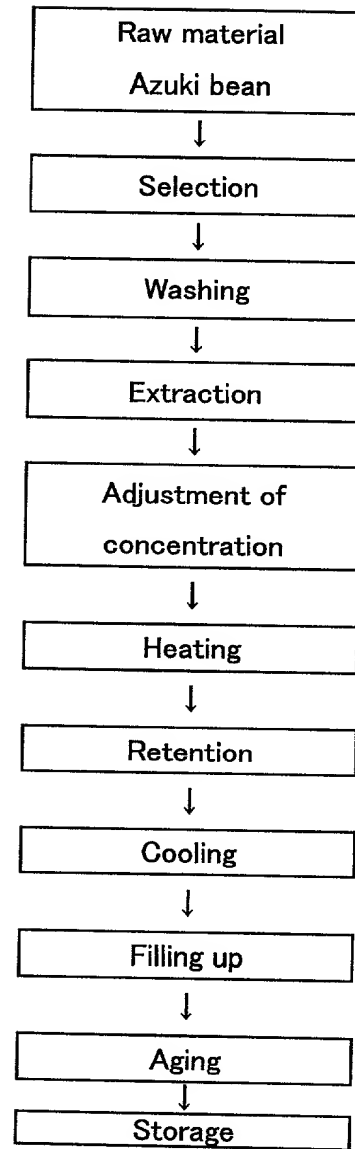 Raw material
Azuki bean
↓
Selection
↓
Washing
↓
Extraction
↓
Adjustment of
concentration
↓
Heating
↓
Retention
↓
Cooling
↓
Filling up
↓
Aging
↓
Storage